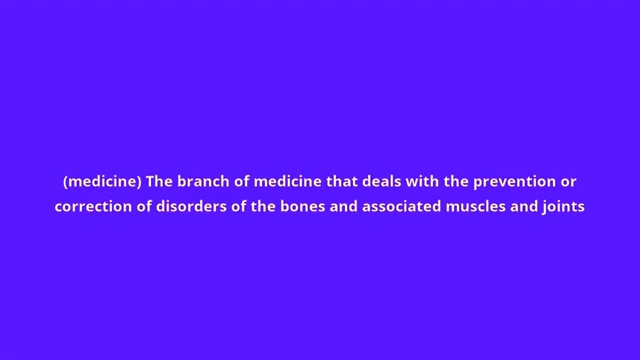 (medicine) The branch of medicine that deals with the prevention or
correction of disorders of the bones and associated muscles and joints